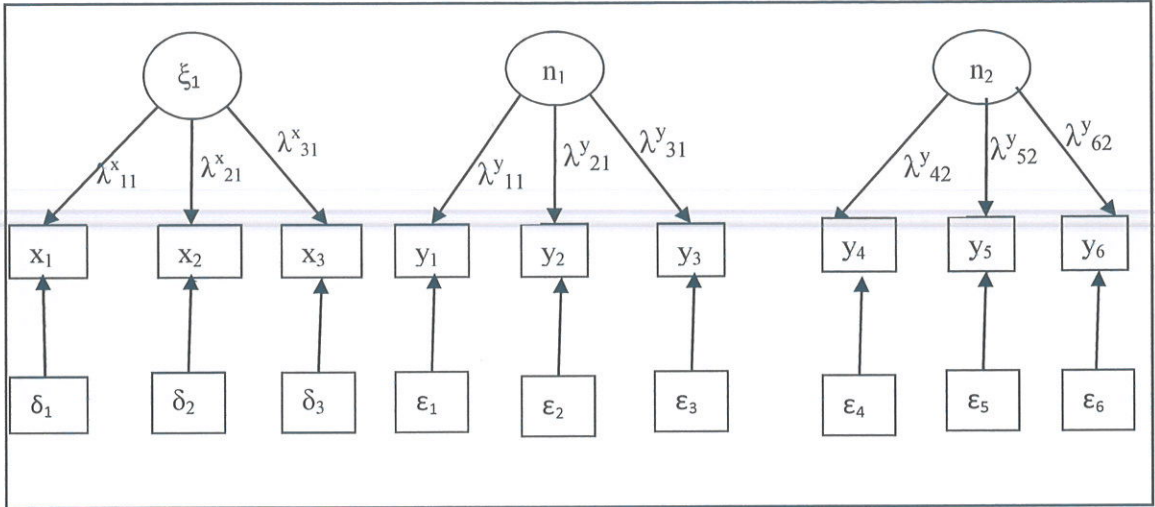 ξ₁ n₁ n₂
λˣ₁₁ λˣ₂₁ λˣ₃₁ λʸ₁₁ λʸ₂₁ λʸ₃₁ λʸ₄₂ λʸ₅₂ λʸ₆₂
x₁ x₂ x₃ y₁ y₂ y₃ y₄ y₅ y₆
δ₁ δ₂ δ₃ ε₁ ε₂ ε₃ ε₄ ε₅ ε₆